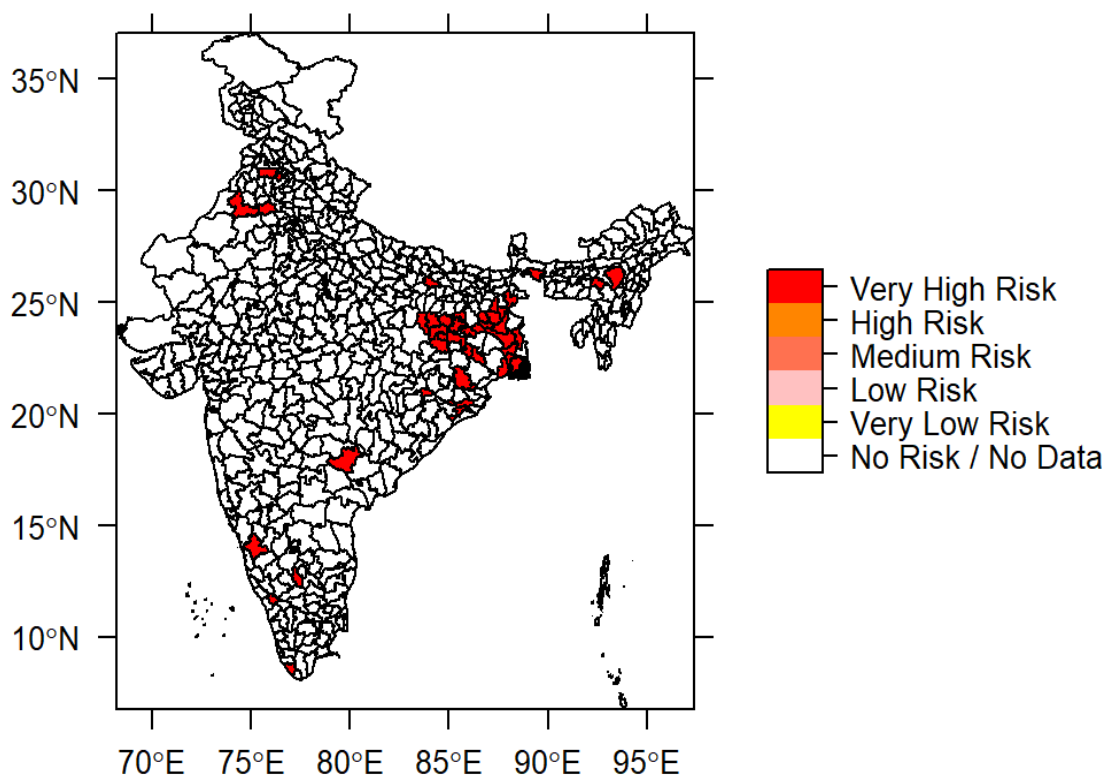 35°N
30°N
25°N
20°N
15°N
10°N
70°E 75°E 80°E 85°E 90°E 95°E
Very High Risk
High Risk
Medium Risk
Low Risk
Very Low Risk
No Risk / No Data